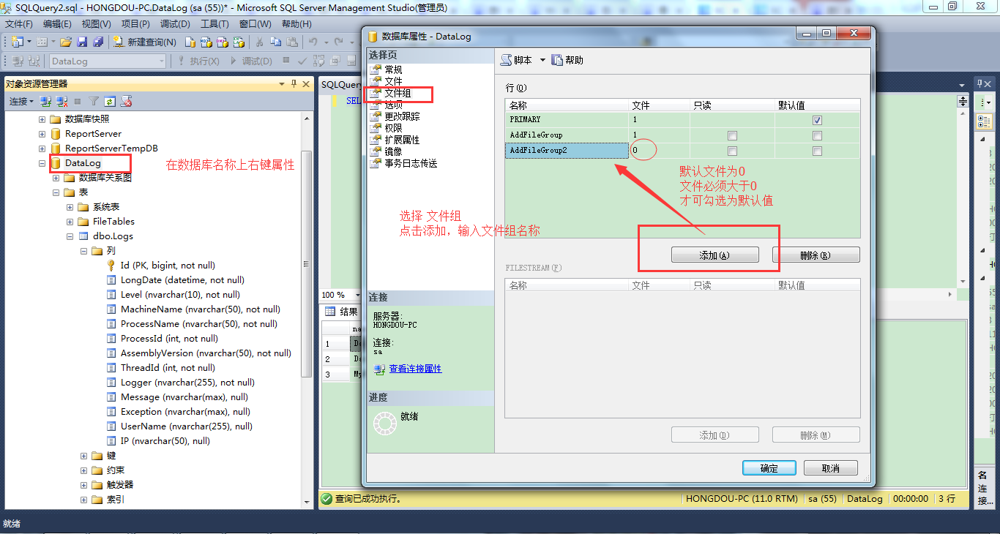 SQLQuery2.sql - HONGDOU-PC.DataLog (sa (55))* - Microsoft SQL Server Management Studio(管理员)
文件(F) 编辑(E) 视图(V) 项目(P) 调试(D) 工具(T) 窗口(W) 帮助(H)
新建查询(N)
DataLog 执行(X) 调试(D)
对象资源管理器
连接
数据库快照
ReportServer
ReportServerTempDB
DataLog
在数据库名称上右键属性
数据库关系图
表
系统表
FileTables
dbo.Logs
列
Id (PK, bigint, not null)
LongDate (datetime, not null)
Level (nvarchar(10), not null)
MachineName (nvarchar(50), not null)
ProcessName (nvarchar(50), not null)
ProcessId (int, not null)
AssemblyVersion (nvarchar(50), not null)
ThreadId (int, not null)
Logger (nvarchar(255), not null)
Message (nvarchar(max), null)
Exception (nvarchar(max), null)
UserName (nvarchar(255), null)
IP (nvarchar(50), null)
键
约束
触发器
索引
SQLQuery
SEL
100 %
结果
na
1 Da
2 Da
3 My
数据库属性 - DataLog
选择页
常规
文件
文件组
选项
更改跟踪
权限
扩展属性
镜像
事务日志传送
选择 文件组
点击添加，输入文件组名称
连接
服务器:
HONGDOU-PC
连接:
sa
查看连接属性
进度
就绪
脚本 帮助
行(O)
名称 文件 只读 默认值
PRIMARY 1
AddFileGroup 1
AddFileGroup2 0
默认文件为0
文件必须大于0
才可勾选为默认值
添加(A) 删除(R)
FILESTREAM(F)
名称 文件 只读 默认值
添加(D) 删除(M)
确定 取消
名
连
接...
查询已成功执行。 HONGDOU-PC (11.0 RTM) sa (55) DataLog 00:00:00 3 行
就绪